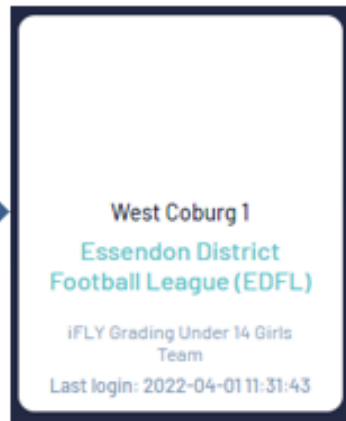 West Coburg 1
Essendon District
Football League (EDFL)
iFLY Grading Under 14 Girls
Team
Last login: 2022-04-01 11:31:43